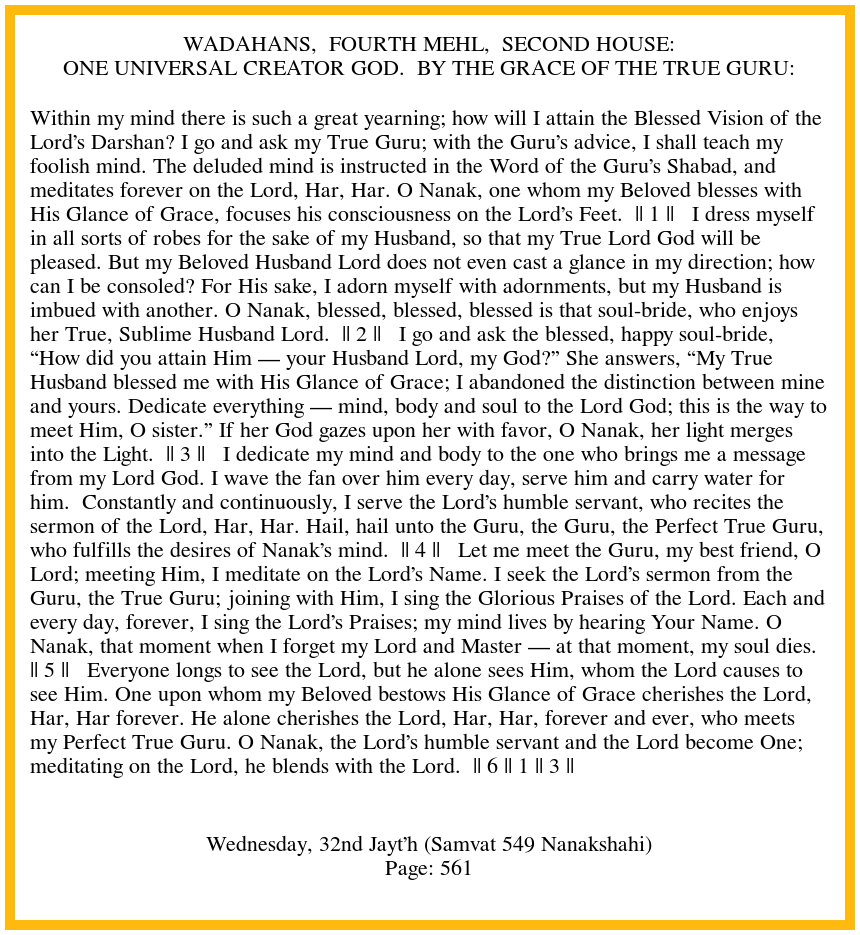 WADAHANS,  FOURTH MEHL,  SECOND HOUSE:
ONE UNIVERSAL CREATOR GOD.  BY THE GRACE OF THE TRUE GURU:
Within my mind there is such a great yearning; how will I attain the Blessed Vision of the
Lord’s Darshan? I go and ask my True Guru; with the Guru’s advice, I shall teach my
foolish mind. The deluded mind is instructed in the Word of the Guru’s Shabad, and
meditates forever on the Lord, Har, Har. O Nanak, one whom my Beloved blesses with
His Glance of Grace, focuses his consciousness on the Lord’s Feet.  || 1 ||   I dress myself
in all sorts of robes for the sake of my Husband, so that my True Lord God will be
pleased. But my Beloved Husband Lord does not even cast a glance in my direction; how
can I be consoled? For His sake, I adorn myself with adornments, but my Husband is
imbued with another. O Nanak, blessed, blessed, blessed is that soul-bride, who enjoys
her True, Sublime Husband Lord.  || 2 ||   I go and ask the blessed, happy soul-bride,
“How did you attain Him — your Husband Lord, my God?” She answers, “My True
Husband blessed me with His Glance of Grace; I abandoned the distinction between mine
and yours. Dedicate everything — mind, body and soul to the Lord God; this is the way to
meet Him, O sister.” If her God gazes upon her with favor, O Nanak, her light merges
into the Light.  || 3 ||   I dedicate my mind and body to the one who brings me a message
from my Lord God. I wave the fan over him every day, serve him and carry water for
him.  Constantly and continuously, I serve the Lord’s humble servant, who recites the
sermon of the Lord, Har, Har. Hail, hail unto the Guru, the Guru, the Perfect True Guru,
who fulfills the desires of Nanak’s mind.  || 4 ||   Let me meet the Guru, my best friend, O
Lord; meeting Him, I meditate on the Lord’s Name. I seek the Lord’s sermon from the
Guru, the True Guru; joining with Him, I sing the Glorious Praises of the Lord. Each and
every day, forever, I sing the Lord’s Praises; my mind lives by hearing Your Name. O
Nanak, that moment when I forget my Lord and Master — at that moment, my soul dies.
|| 5 ||   Everyone longs to see the Lord, but he alone sees Him, whom the Lord causes to
see Him. One upon whom my Beloved bestows His Glance of Grace cherishes the Lord,
Har, Har forever. He alone cherishes the Lord, Har, Har, forever and ever, who meets
my Perfect True Guru. O Nanak, the Lord’s humble servant and the Lord become One;
meditating on the Lord, he blends with the Lord.  || 6 || 1 || 3 ||
Wednesday, 32nd Jayt’h (Samvat 549 Nanakshahi)
Page: 561